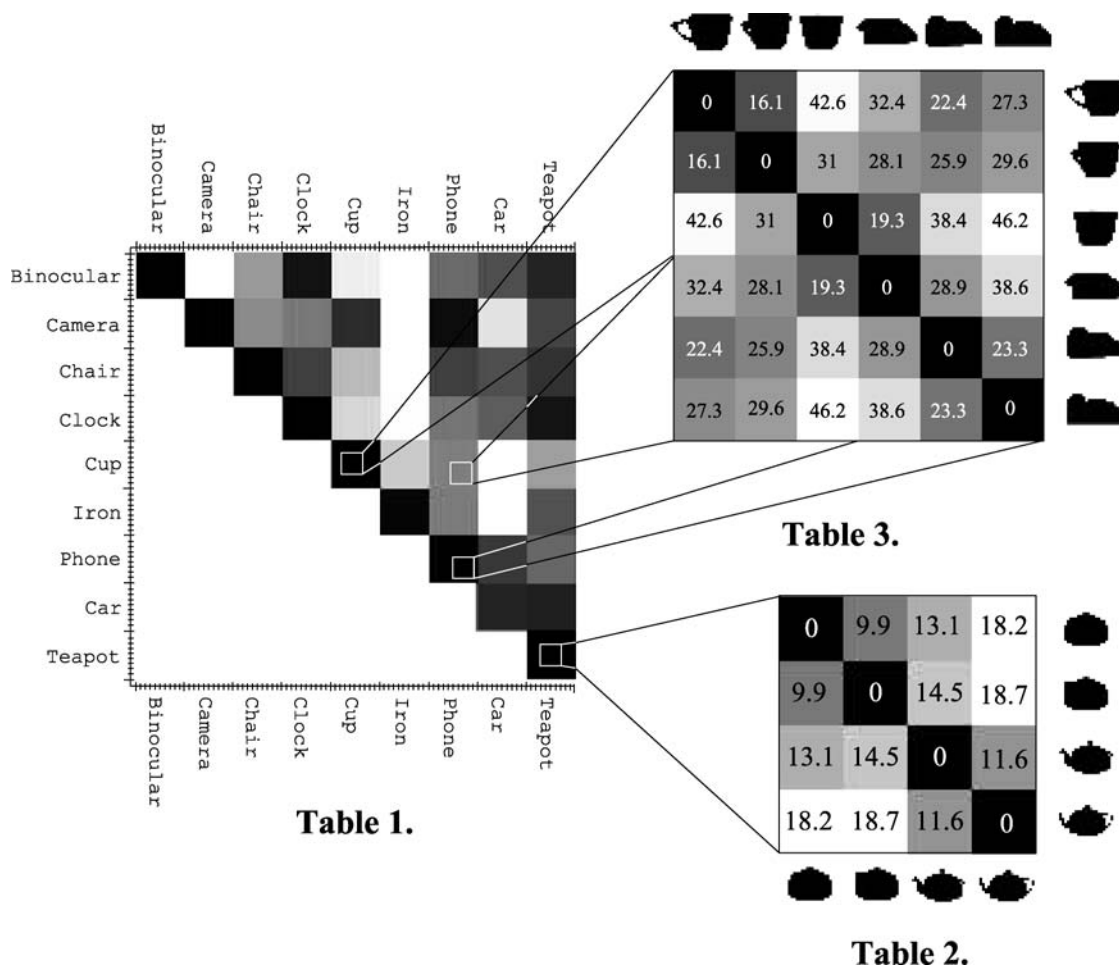 Binocular
Camera
Chair
Clock
Cup
Iron
Phone
Car
Teapot
Binocular
Camera
Chair
Clock
Cup
Iron
Phone
Car
Teapot
Binocular
Camera
Chair
Clock
Cup
Iron
Phone
Car
Teapot
Table 1.
0 16.1 42.6 32.4 22.4 27.3
16.1 0 31 28.1 25.9 29.6
42.6 31 0 19.3 38.4 46.2
32.4 28.1 19.3 0 28.9 38.6
22.4 25.9 38.4 28.9 0 23.3
27.3 29.6 46.2 38.6 23.3 0
Table 3.
0 9.9 13.1 18.2
9.9 0 14.5 18.7
13.1 14.5 0 11.6
18.2 18.7 11.6 0
Table 2.